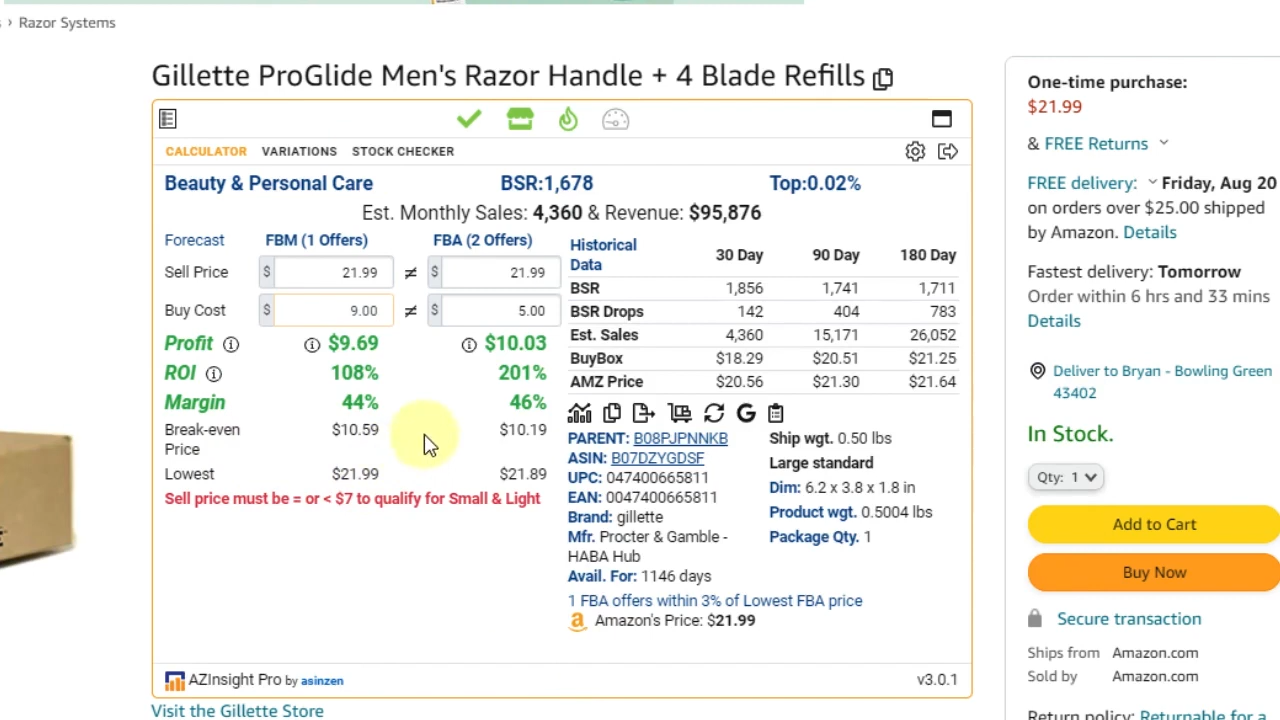 › Razor Systems
Gillette ProGlide Men's Razor Handle + 4 Blade Refills
CALCULATOR VARIATIONS STOCK CHECKER
Beauty & Personal Care BSR:1,678 Top:0.02%
Est. Monthly Sales: 4,360 & Revenue: $95,876
Forecast FBM (1 Offers) FBA (2 Offers)
Sell Price $ 21.99 ≠ $ 21.99
Buy Cost $ 9.00 ≠ $ 5.00
Profit $9.69 $10.03
ROI 108% 201%
Margin 44% 46%
Break-even Price $10.59 $10.19
Lowest $21.99 $21.89
Sell price must be = or < $7 to qualify for Small & Light
Historical Data 30 Day 90 Day 180 Day
BSR 1,856 1,741 1,711
BSR Drops 142 404 783
Est. Sales 4,360 15,171 26,052
BuyBox $18.29 $20.51 $21.25
AMZ Price $20.56 $21.30 $21.64
PARENT: B08PJPNNKB
ASIN: B07DZYGDSF
UPC: 047400665811
EAN: 0047400665811
Brand: gillette
Mfr. Procter & Gamble -
HABA Hub
Avail. For: 1146 days
Ship wgt. 0.50 lbs
Large standard
Dim: 6.2 x 3.8 x 1.8 in
Product wgt. 0.5004 lbs
Package Qty. 1
1 FBA offers within 3% of Lowest FBA price
a Amazon's Price: $21.99
AZInsight Pro by asinzen v3.0.1
Visit the Gillette Store
One-time purchase:
$21.99
& FREE Returns
FREE delivery: Friday, Aug 20
on orders over $25.00 shipped
by Amazon. Details
Fastest delivery: Tomorrow
Order within 6 hrs and 33 mins
Details
Deliver to Bryan - Bowling Green
43402
In Stock.
Qty: 1
Add to Cart
Buy Now
Secure transaction
Ships from Amazon.com
Sold by Amazon.com
Return policy: Returnable for a